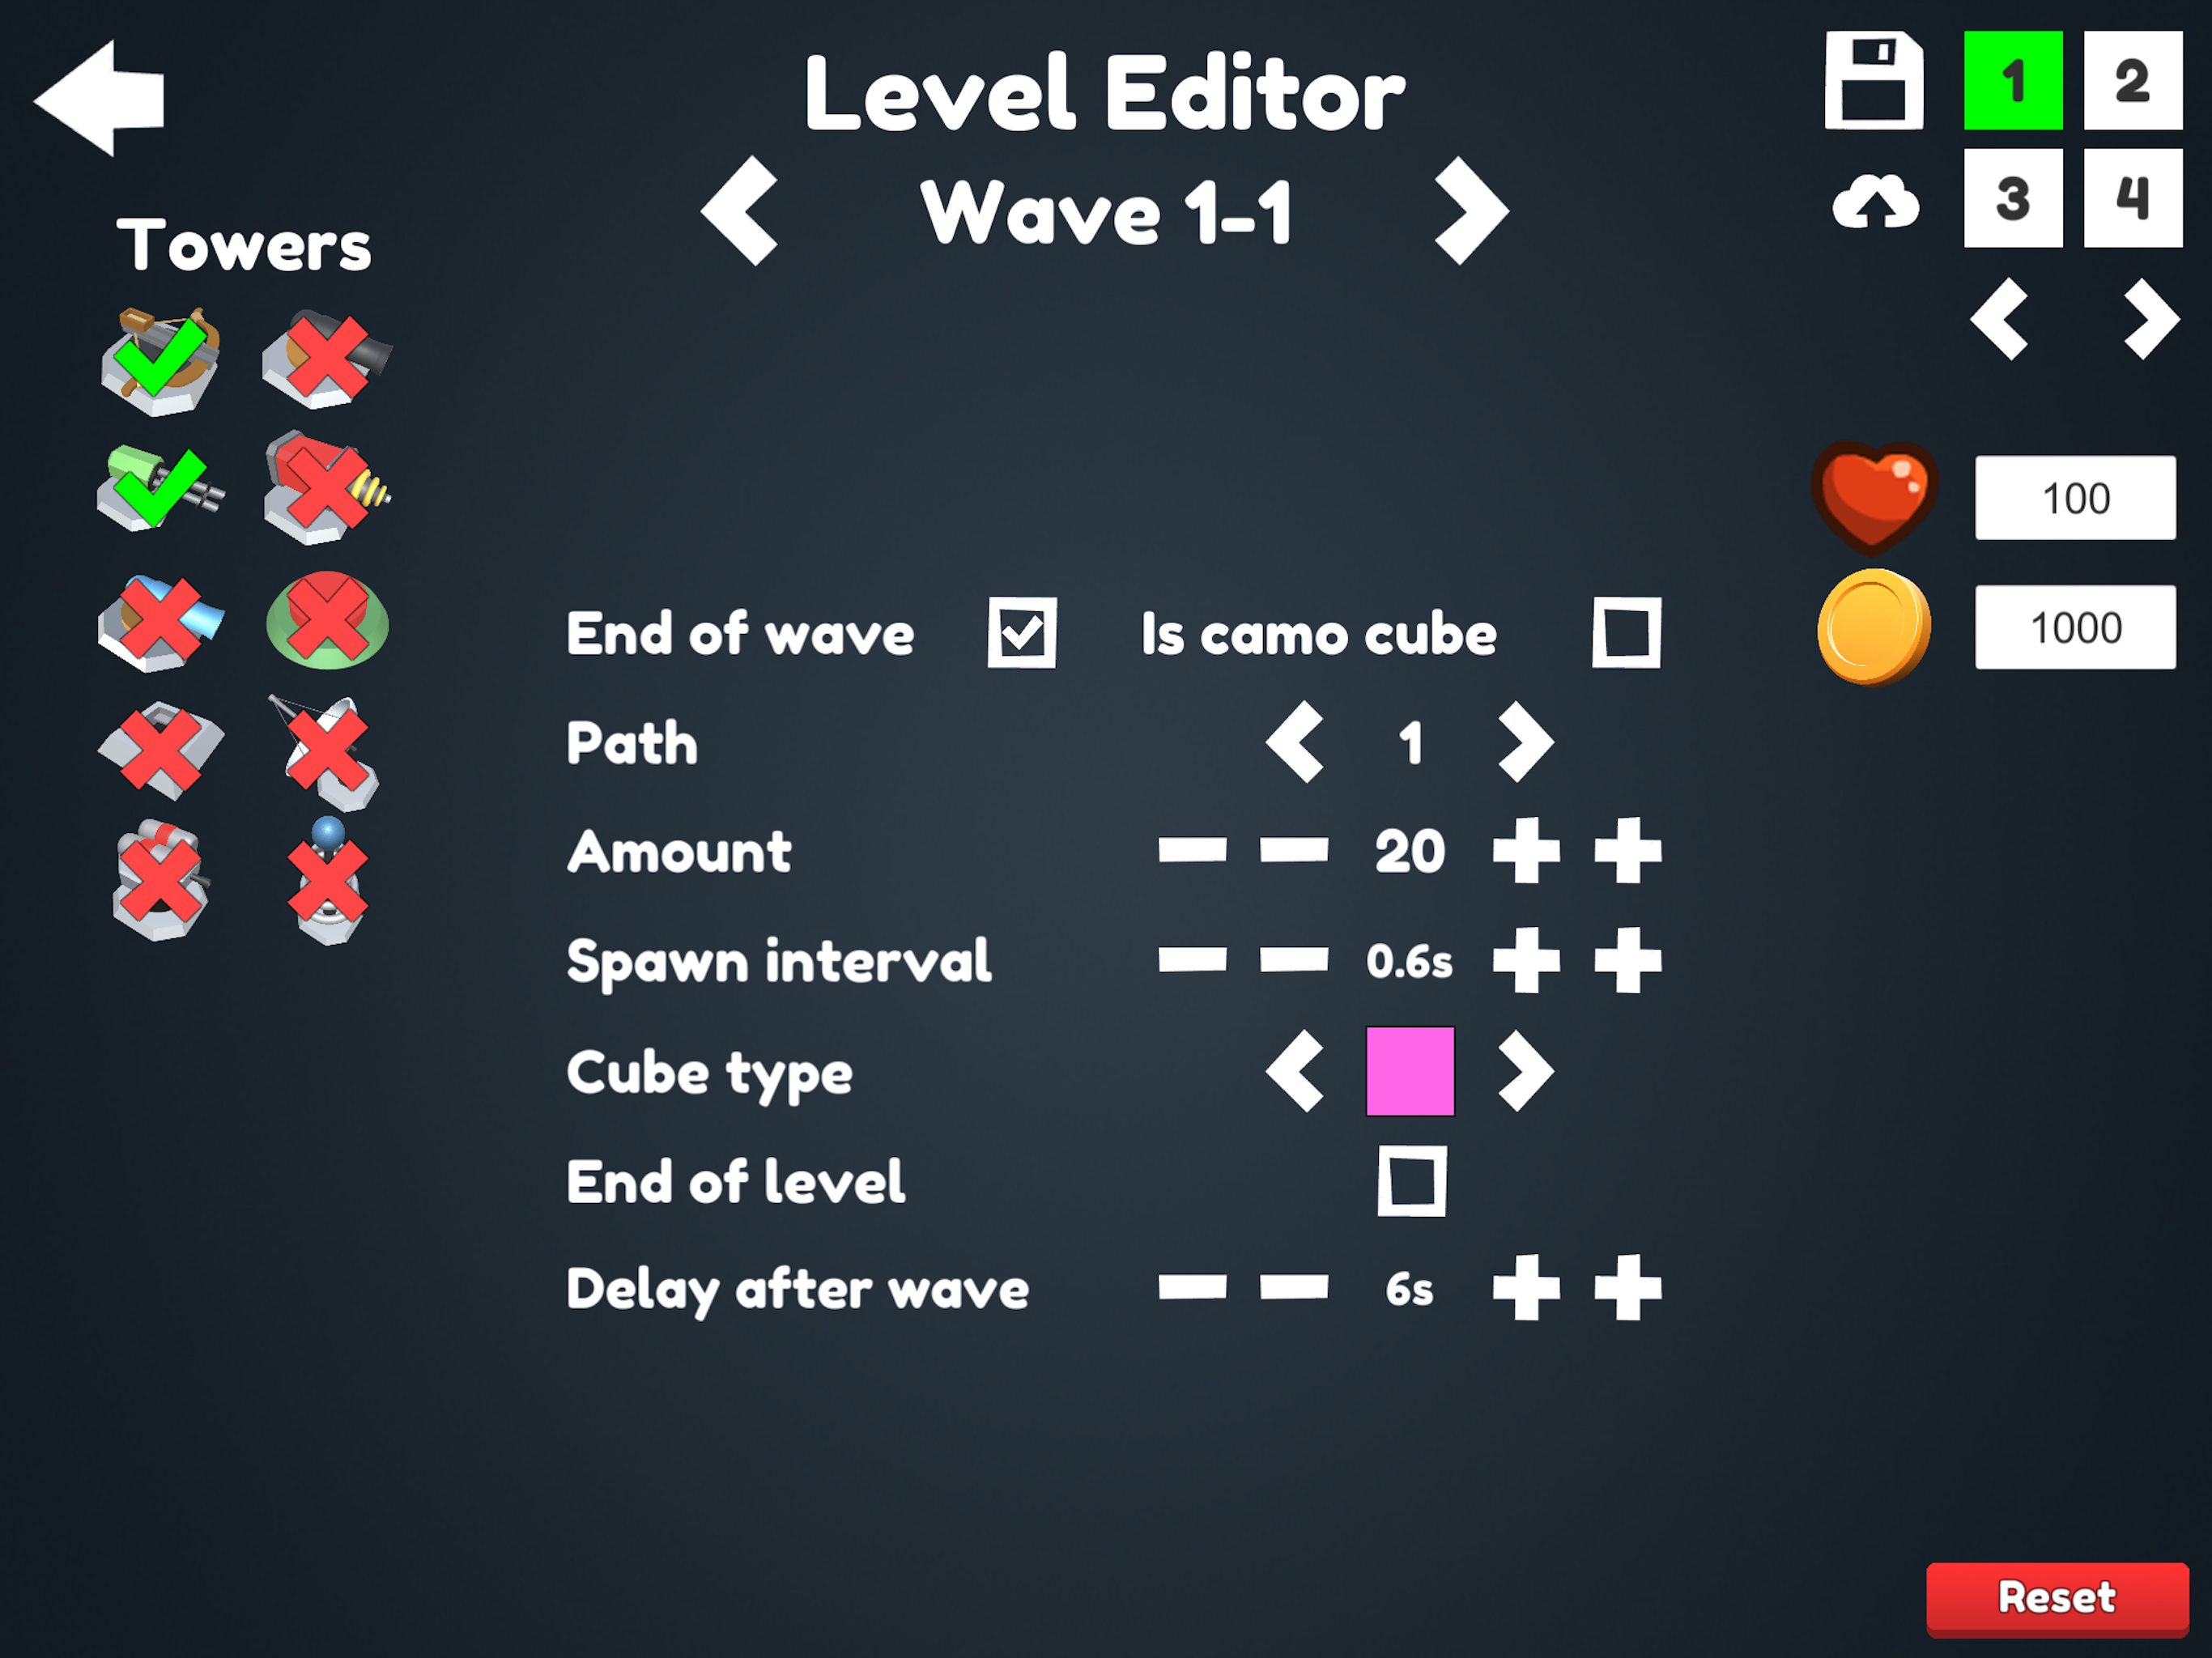 Level Editor
1
2
Wave 1-1
3
4
Towers
100
1000
End of wave
Is camo cube
Path
1
Amount
20
Spawn interval
0.6s
Cube type
End of level
Delay after wave
6s
Reset